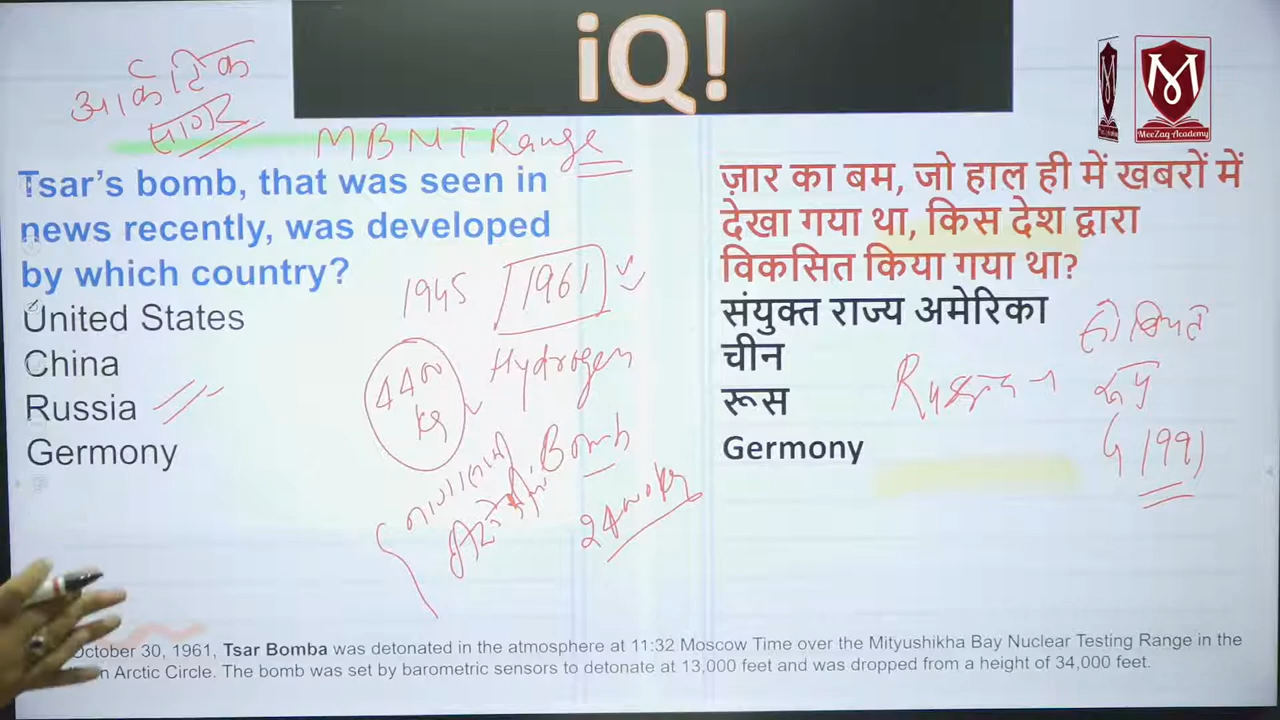 iQ!
MeeZaq Academy
आर्कटिक
सागर
MBNT Range
Tsar's bomb, that was seen in
news recently, was developed
by which country?
United States
China
Russia
Germony
1945 1961
4400
kg
Hydrogen
Bomb
नागासाकी
2400 kg
ज़ार का बम, जो हाल ही में खबरों में
देखा गया था, किस देश द्वारा
विकसित किया गया था?
संयुक्त राज्य अमेरिका
चीन
रूस
Germony
सोवियत
रूस
1991
October 30, 1961, Tsar Bomba was detonated in the atmosphere at 11:32 Moscow Time over the Mityushikha Bay Nuclear Testing Range in the
Arctic Circle. The bomb was set by barometric sensors to detonate at 13,000 feet and was dropped from a height of 34,000 feet.